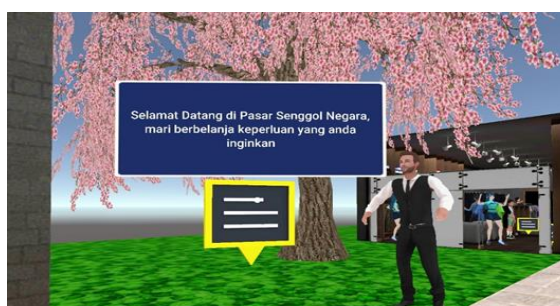 Selamat Datang di Pasar Senggol Negara,
mari berbelanja keperluan yang anda
inginkan